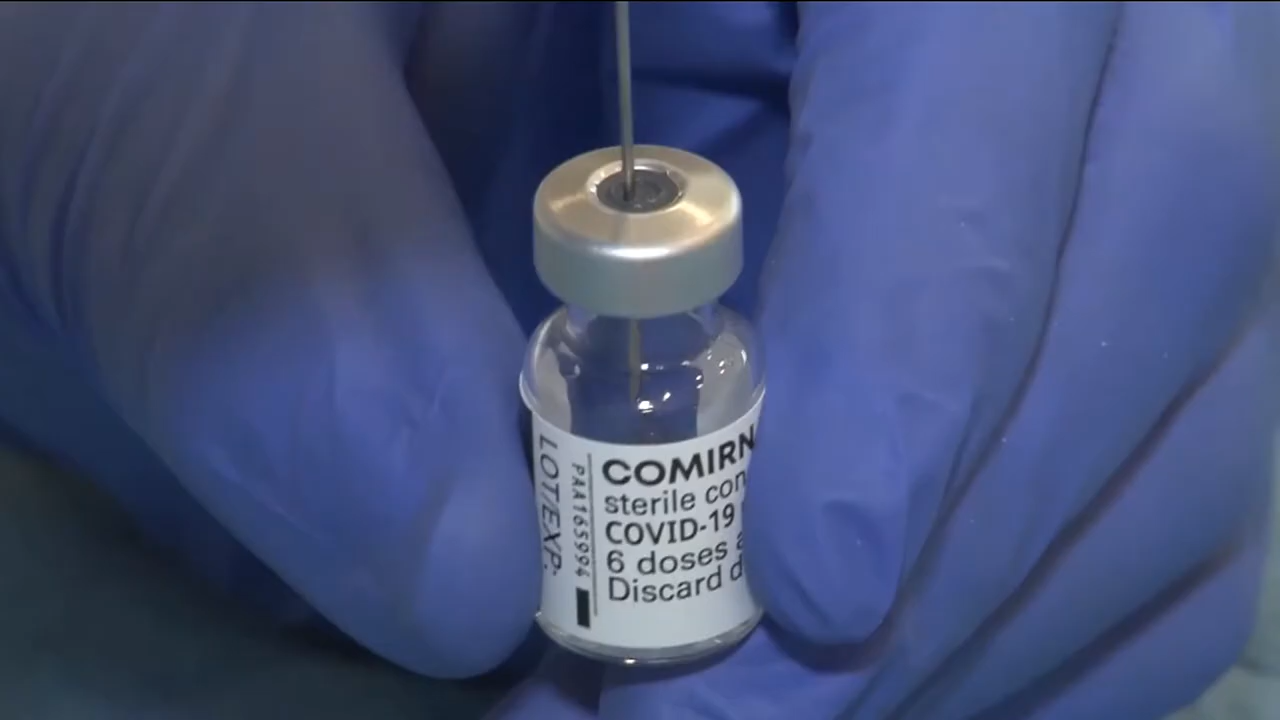 COMIRN
sterile con
COVID-19
6 doses a
Discard d
LOT/EXP.
PAA165994